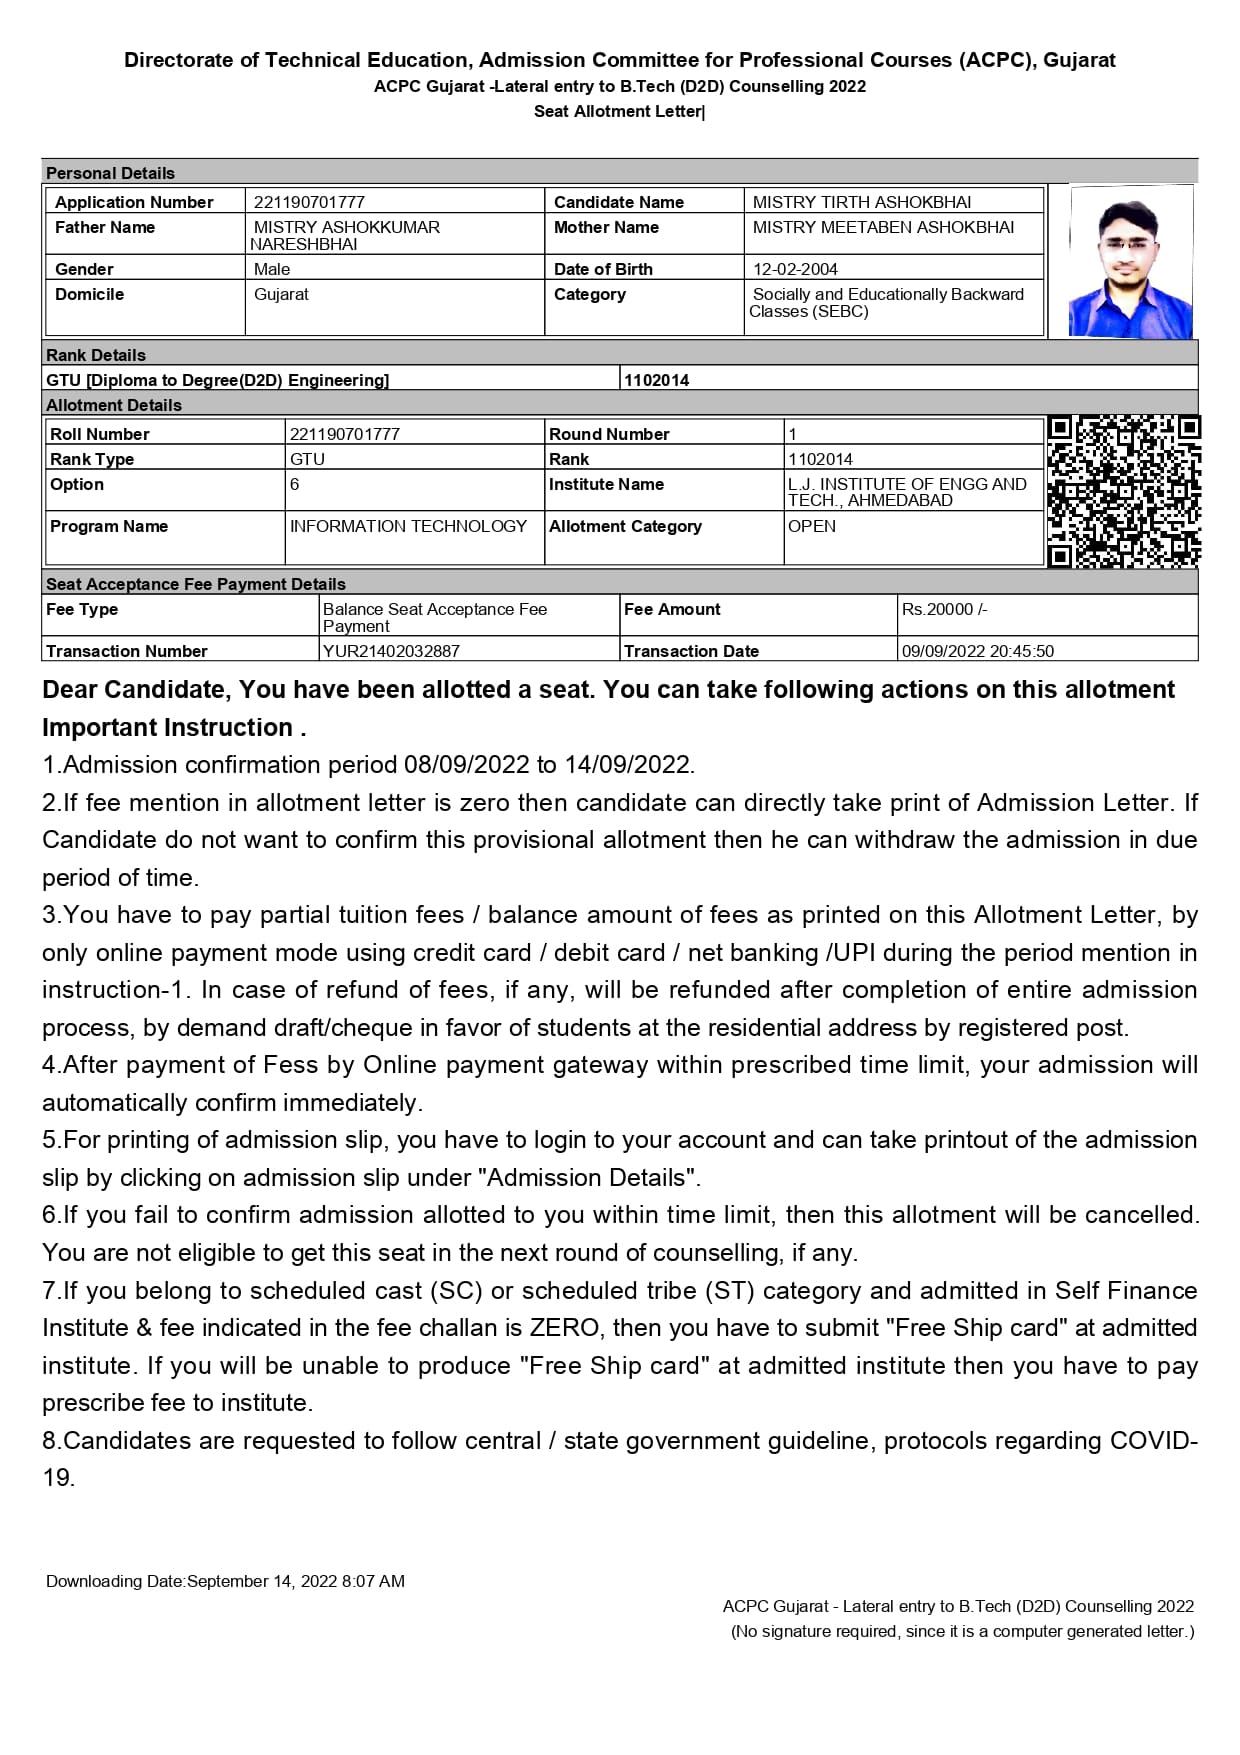 Directorate of Technical Education, Admission Committee for Professional Courses (ACPC), Gujarat
ACPC Gujarat -Lateral entry to B.Tech (D2D) Counselling 2022
Seat Allotment Letter|
Personal Details
Application Number 221190701777 Candidate Name MISTRY TIRTH ASHOKBHAI
Father Name MISTRY ASHOKKUMAR NARESHBHAI Mother Name MISTRY MEETABEN ASHOKBHAI
Gender Male Date of Birth 12-02-2004
Domicile Gujarat Category Socially and Educationally Backward Classes (SEBC)
Rank Details
GTU [Diploma to Degree(D2D) Engineering] 1102014
Allotment Details
Roll Number 221190701777 Round Number 1
Rank Type GTU Rank 1102014
Option 6 Institute Name L.J. INSTITUTE OF ENGG AND TECH., AHMEDABAD
Program Name INFORMATION TECHNOLOGY Allotment Category OPEN
Seat Acceptance Fee Payment Details
Fee Type Balance Seat Acceptance Fee Payment Fee Amount Rs.20000 /-
Transaction Number YUR21402032887 Transaction Date 09/09/2022 20:45:50
Dear Candidate, You have been allotted a seat. You can take following actions on this allotment
Important Instruction .
1.Admission confirmation period 08/09/2022 to 14/09/2022.
2.If fee mention in allotment letter is zero then candidate can directly take print of Admission Letter. If
Candidate do not want to confirm this provisional allotment then he can withdraw the admission in due
period of time.
3.You have to pay partial tuition fees / balance amount of fees as printed on this Allotment Letter, by
only online payment mode using credit card / debit card / net banking /UPI during the period mention in
instruction-1. In case of refund of fees, if any, will be refunded after completion of entire admission
process, by demand draft/cheque in favor of students at the residential address by registered post.
4.After payment of Fess by Online payment gateway within prescribed time limit, your admission will
automatically confirm immediately.
5.For printing of admission slip, you have to login to your account and can take printout of the admission
slip by clicking on admission slip under "Admission Details".
6.If you fail to confirm admission allotted to you within time limit, then this allotment will be cancelled.
You are not eligible to get this seat in the next round of counselling, if any.
7.If you belong to scheduled cast (SC) or scheduled tribe (ST) category and admitted in Self Finance
Institute & fee indicated in the fee challan is ZERO, then you have to submit "Free Ship card" at admitted
institute. If you will be unable to produce "Free Ship card" at admitted institute then you have to pay
prescribe fee to institute.
8.Candidates are requested to follow central / state government guideline, protocols regarding COVID-
19.
Downloading Date:September 14, 2022 8:07 AM
ACPC Gujarat - Lateral entry to B.Tech (D2D) Counselling 2022
(No signature required, since it is a computer generated letter.)